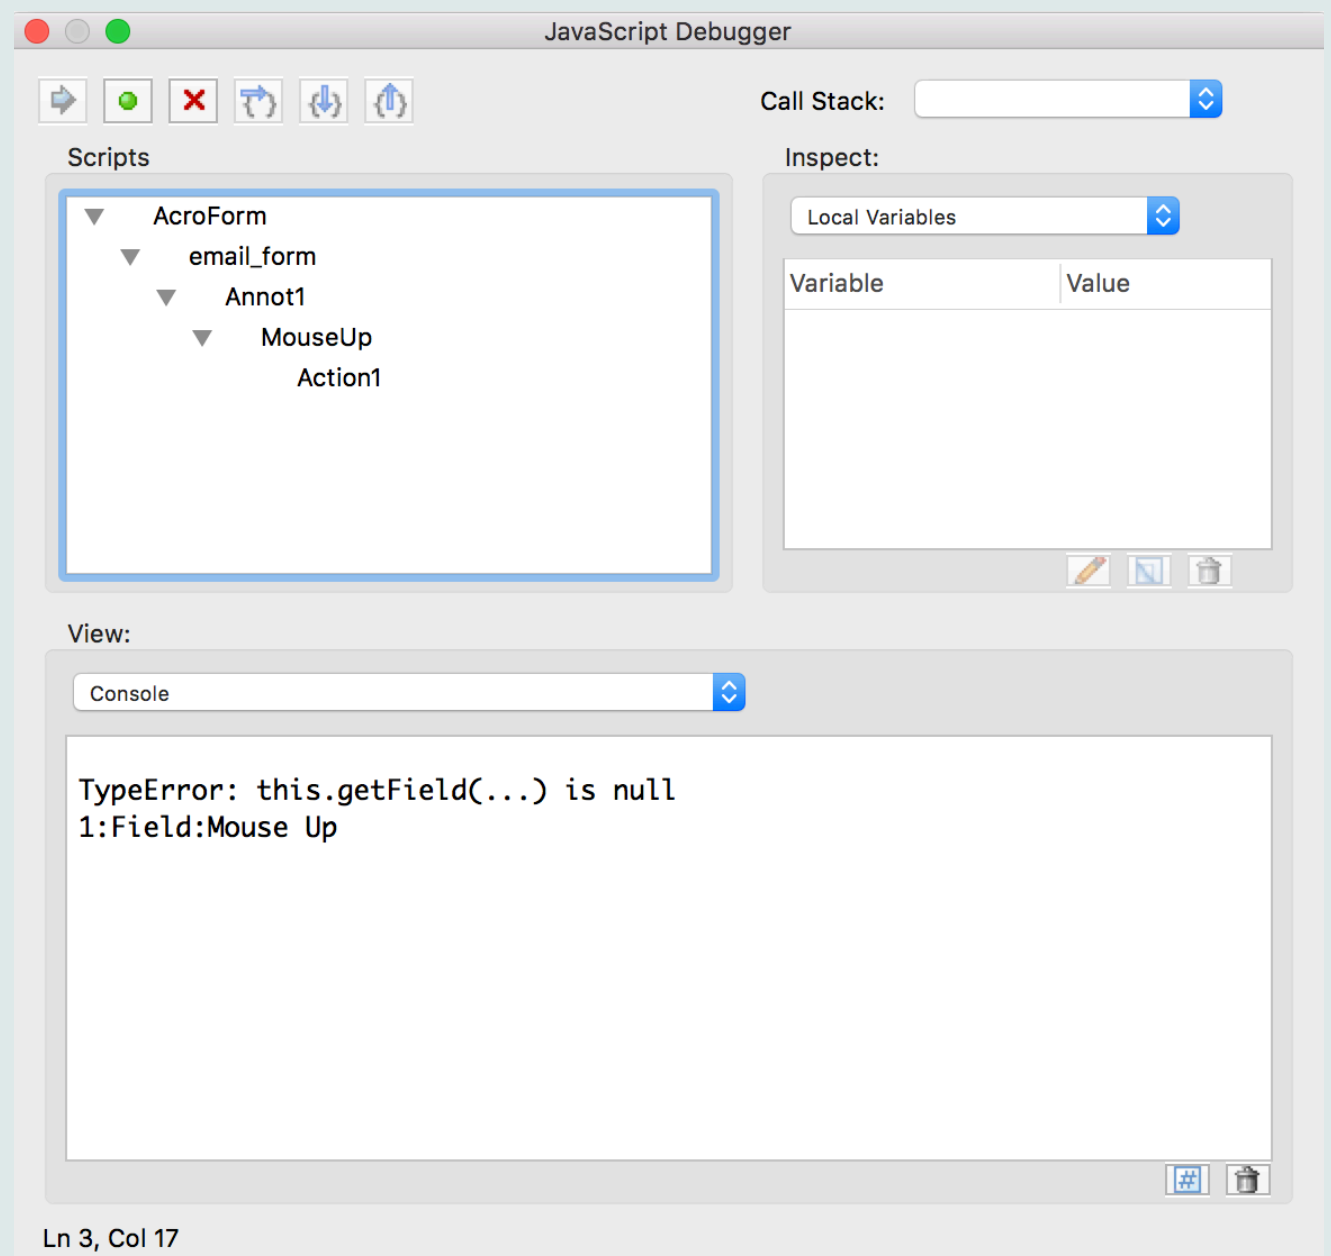 JavaScript Debugger
Call Stack:
Scripts
Inspect:
AcroForm
email_form
Annot1
MouseUp
Action1
Local Variables
Variable Value
View:
Console
TypeError: this.getField(...) is null
1:Field:Mouse Up
Ln 3, Col 17